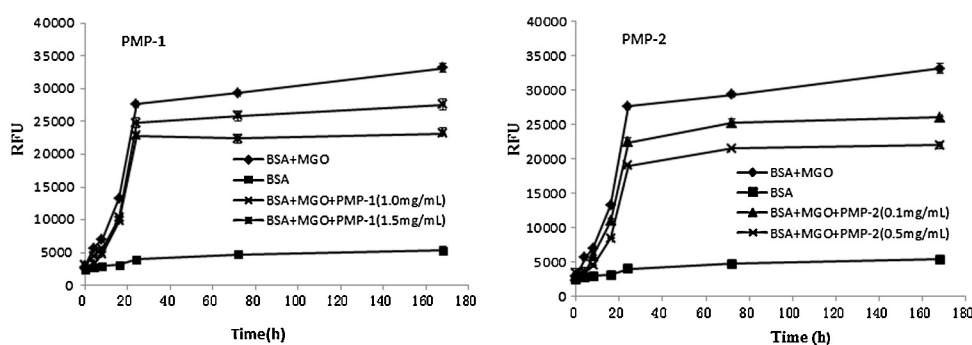 PMP-1
40000
35000
30000
25000
20000
15000
10000
5000
0
RFU
0 20 40 60 80 100 120 140 160 180
Time(h)
BSA+MGO
BSA
BSA+MGO+PMP-1(1.0mg/mL)
BSA+MGO+PMP-1(1.5mg/mL)
PMP-2
40000
35000
30000
25000
20000
15000
10000
5000
0
RFU
0 20 40 60 80 100 120 140 160 180
Time (h)
BSA+MGO
BSA
BSA+MGO+PMP-2(0.1mg/mL)
BSA+MGO+PMP-2(0.5mg/mL)